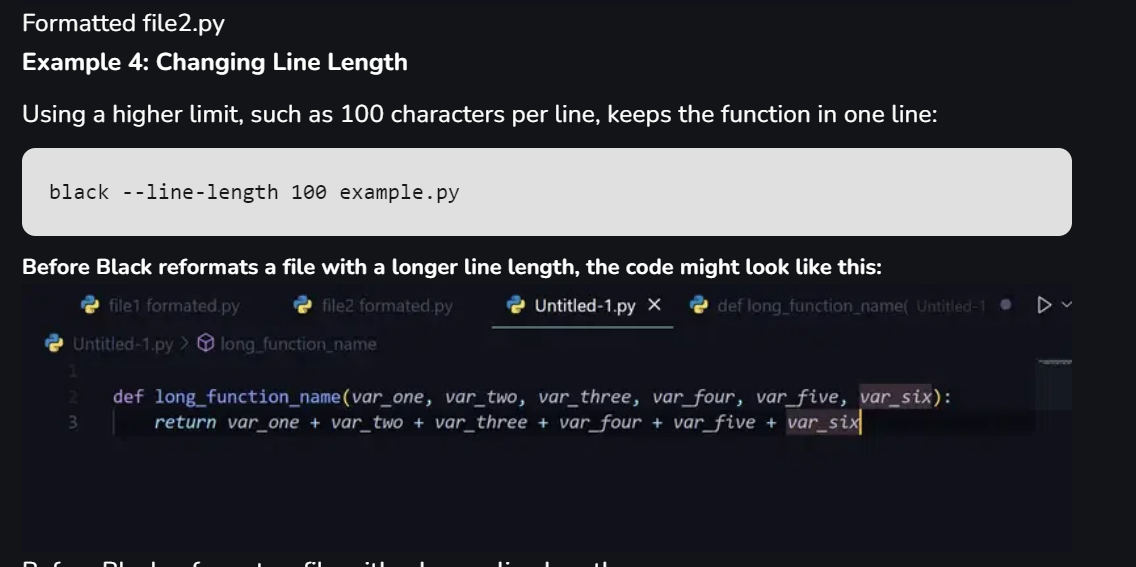 Formatted file2.py
Example 4: Changing Line Length
Using a higher limit, such as 100 characters per line, keeps the function in one line:
black --line-length 100 example.py
Before Black reformats a file with a longer line length, the code might look like this:
file1 formated.py file2 formated.py Untitled-1.py × def long_function_name( Untitled-1
Untitled-1.py > long_function_name
1
2 def long_function_name(var_one, var_two, var_three, var_four, var_five, var_six):
3 return var_one + var_two + var_three + var_four + var_five + var_six